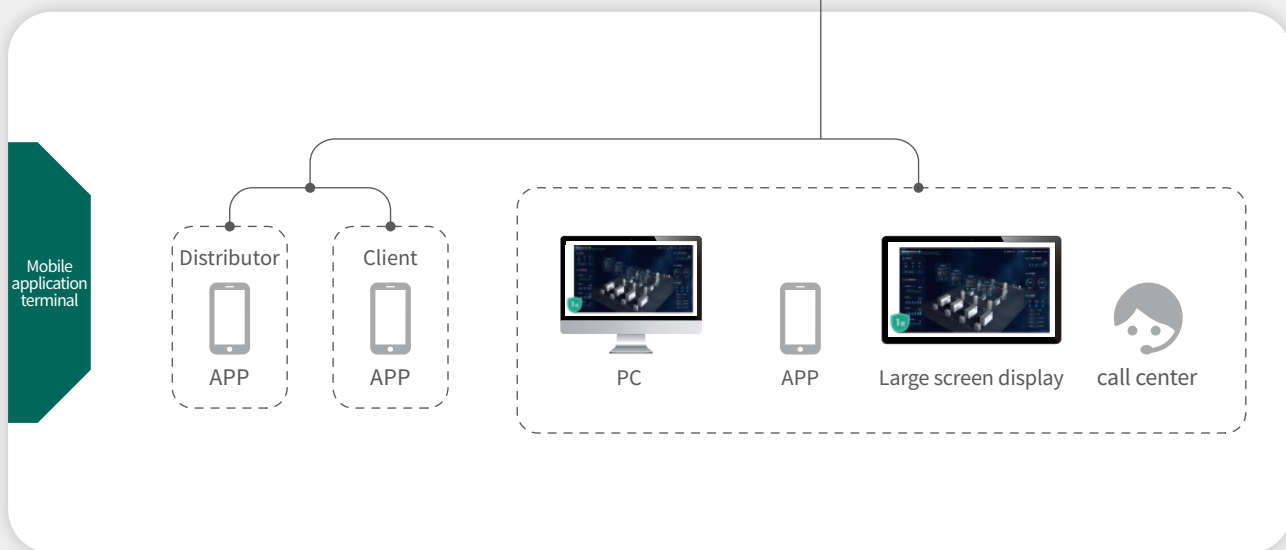 Mobile
application
terminal
Distributor
APP
Client
APP
PC
APP
Large screen display
call center